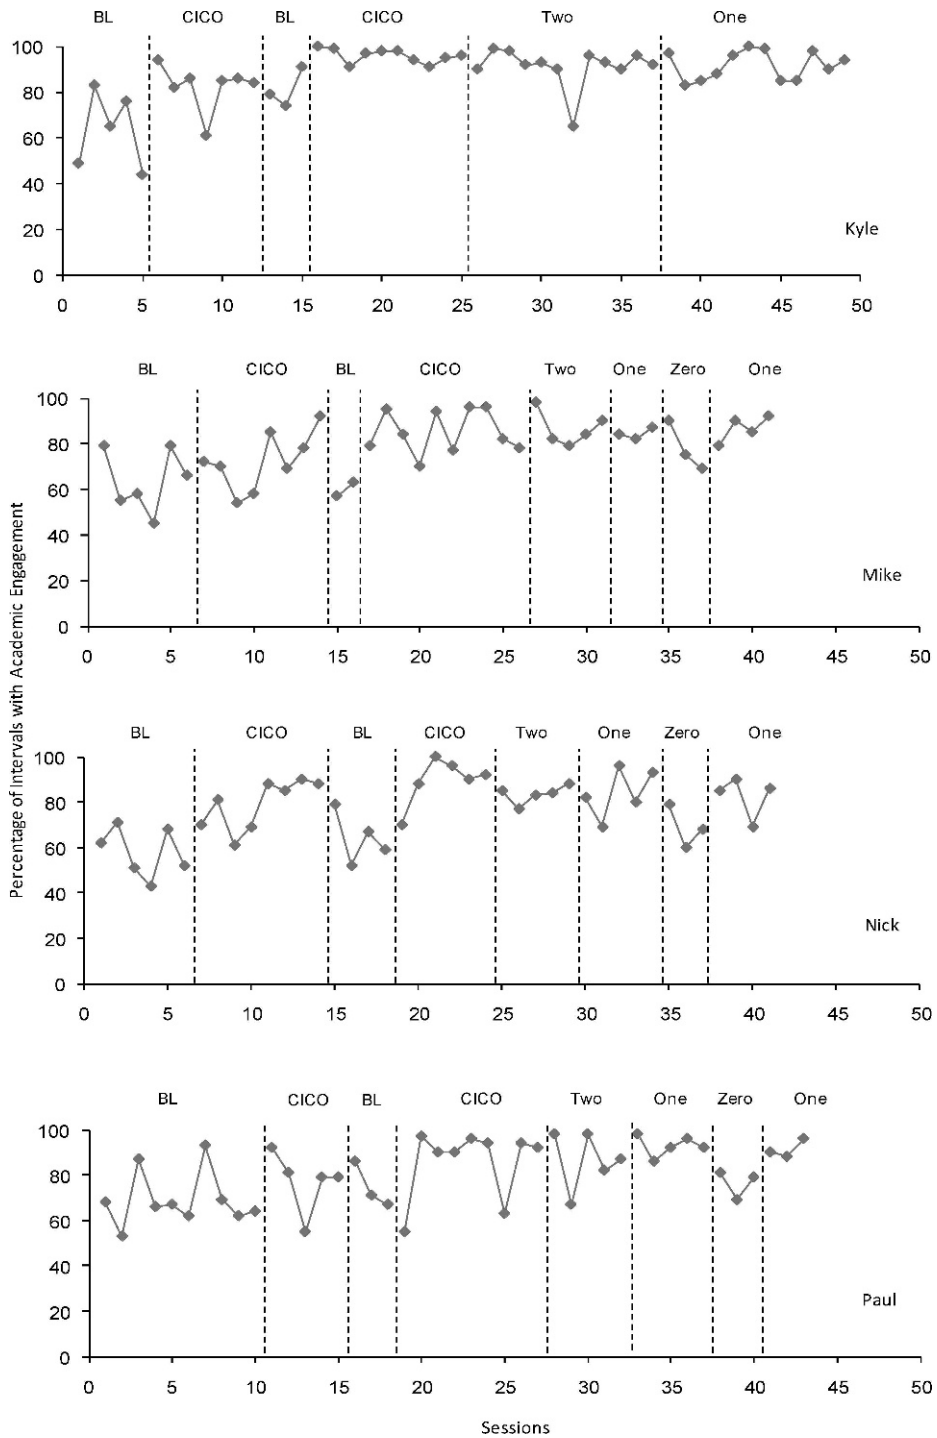 BL CICO BL CICO Two One
100
80
60
40
20
0
0 5 10 15 20 25 30 35 40 45 50
Kyle
BL CICO BL CICO Two One Zero One
100
80
60
40
20
0
0 5 10 15 20 25 30 35 40 45 50
Mike
Percentage of Intervals with Academic Engagement
BL CICO BL CICO Two One Zero One
100
80
60
40
20
0
0 5 10 15 20 25 30 35 40 45 50
Nick
BL CICO BL CICO Two One Zero One
100
80
60
40
20
0
0 5 10 15 20 25 30 35 40 45 50
Paul
Sessions